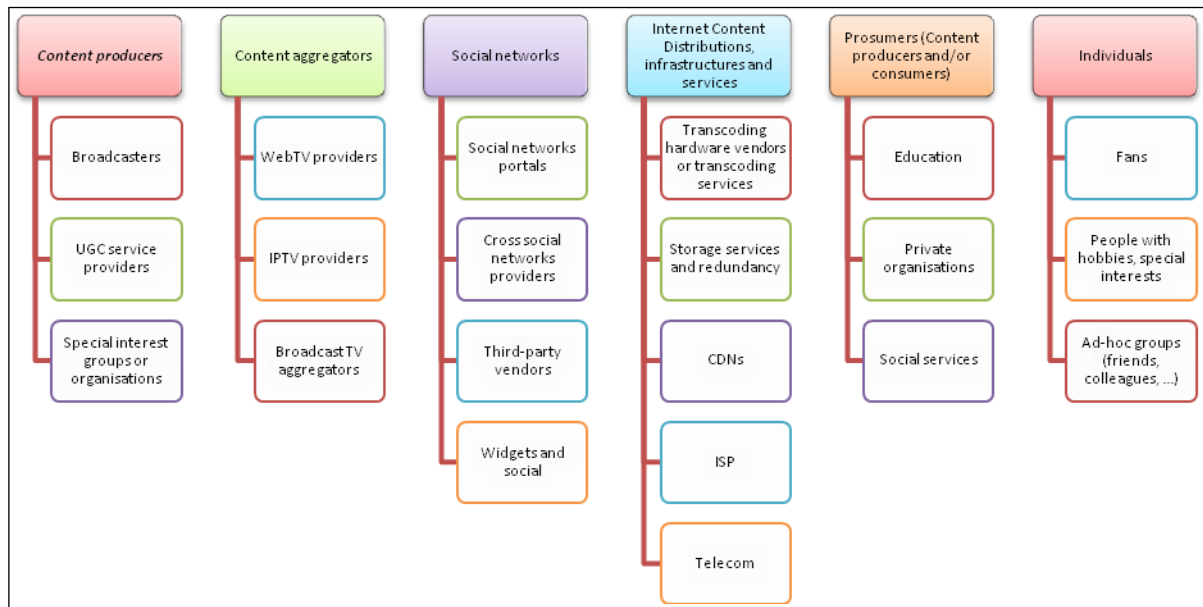 Content producers
Broadcasters
UGC service
providers
Special interest
groups or
organisations
Content aggregators
WebTV providers
IPTV providers
Broadcast TV
aggregators
Social networks
Social networks
portals
Cross social
networks
providers
Third-party
vendors
Widgets and
social
Internet Content
Distributions,
infrastructures and
services
Transcoding
hardware vendors
or transcoding
services
Storage services
and redundancy
CDNs
ISP
Telecom
Prosumers (Content
producers and/or
consumers)
Education
Private
organisations
Social services
Individuals
Fans
People with
hobbies, special
interests
Ad-hoc groups
(friends,
colleagues, ...)